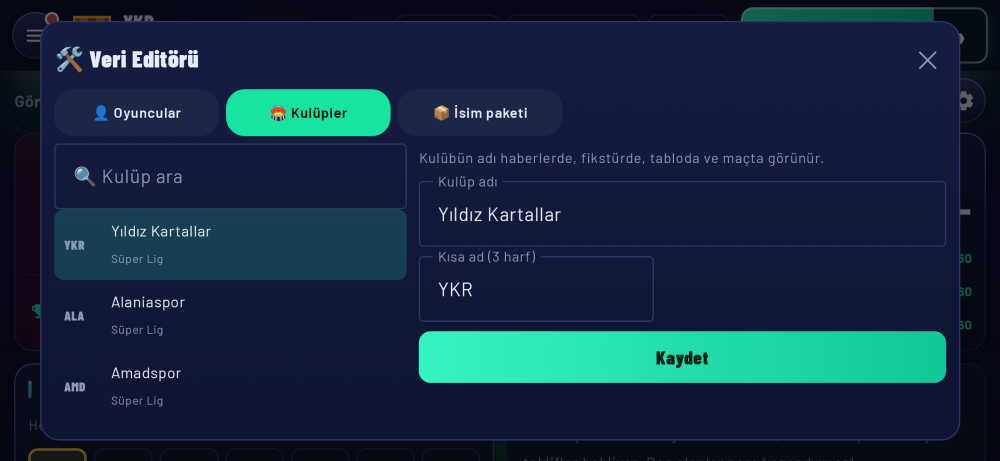 YKR
Veri Editörü
Oyuncular
Kulüpler
İsim paketi
Kulüp ara
YKR
Yıldız Kartallar
Süper Lig
ALA
Alaniaspor
Süper Lig
AMD
Amadspor
Süper Lig
Kulübün adı haberlerde, fikstürde, tabloda ve maçta görünür.
Kulüp adı
Yıldız Kartallar
Kısa ad (3 harf)
YKR
Kaydet